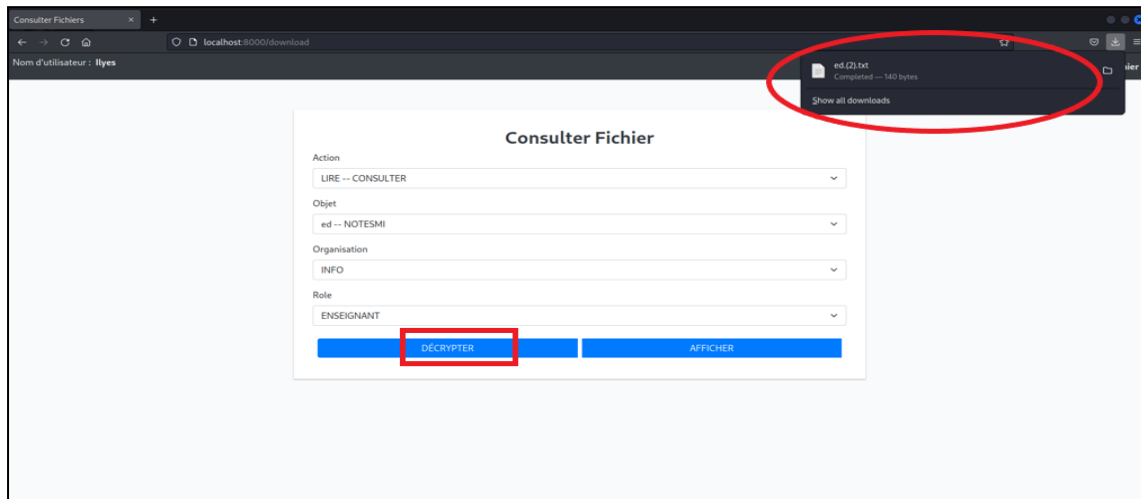 Consulter Fichiers × +
localhost:8000/download
Nom d'utilisateur : Ilyes
ier
ed.(2).txt
Completed — 140 bytes
Show all downloads
Consulter Fichier
Action
LIRE -- CONSULTER
Objet
ed -- NOTESMI
Organisation
INFO
Role
ENSEIGNANT
DÉCRYPTER AFFICHER